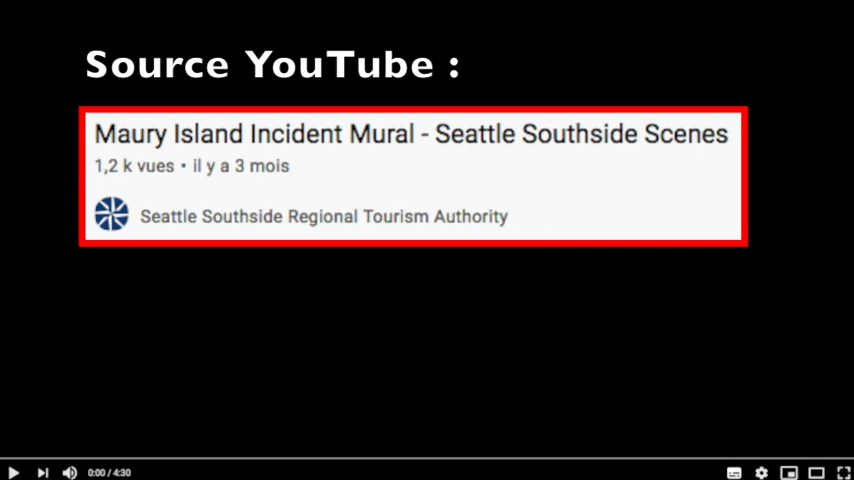 Source YouTube :
Maury Island Incident Mural - Seattle Southside Scenes
1,2 k vues • il y a 3 mois
Seattle Southside Regional Tourism Authority
0:00 / 4:30